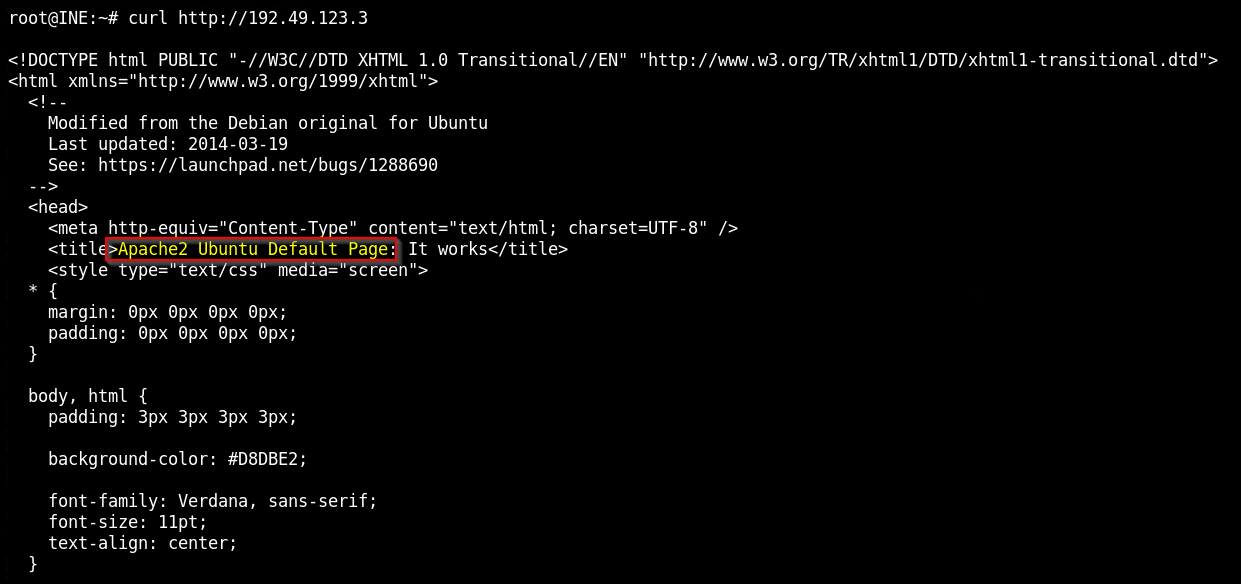 root@INE:~# curl http://192.49.123.3
<!DOCTYPE html PUBLIC "-//W3C//DTD XHTML 1.0 Transitional//EN" "http://www.w3.org/TR/xhtml1/DTD/xhtml1-transitional.dtd">
<html xmlns="http://www.w3.org/1999/xhtml">
  <!--
    Modified from the Debian original for Ubuntu
    Last updated: 2014-03-19
    See: https://launchpad.net/bugs/1288690
  -->
  <head>
    <meta http-equiv="Content-Type" content="text/html; charset=UTF-8" />
    <title>Apache2 Ubuntu Default Page: It works</title>
    <style type="text/css" media="screen">
  * {
    margin: 0px 0px 0px 0px;
    padding: 0px 0px 0px 0px;
  }
  body, html {
    padding: 3px 3px 3px 3px;
    background-color: #D8DBE2;
    font-family: Verdana, sans-serif;
    font-size: 11pt;
    text-align: center;
  }